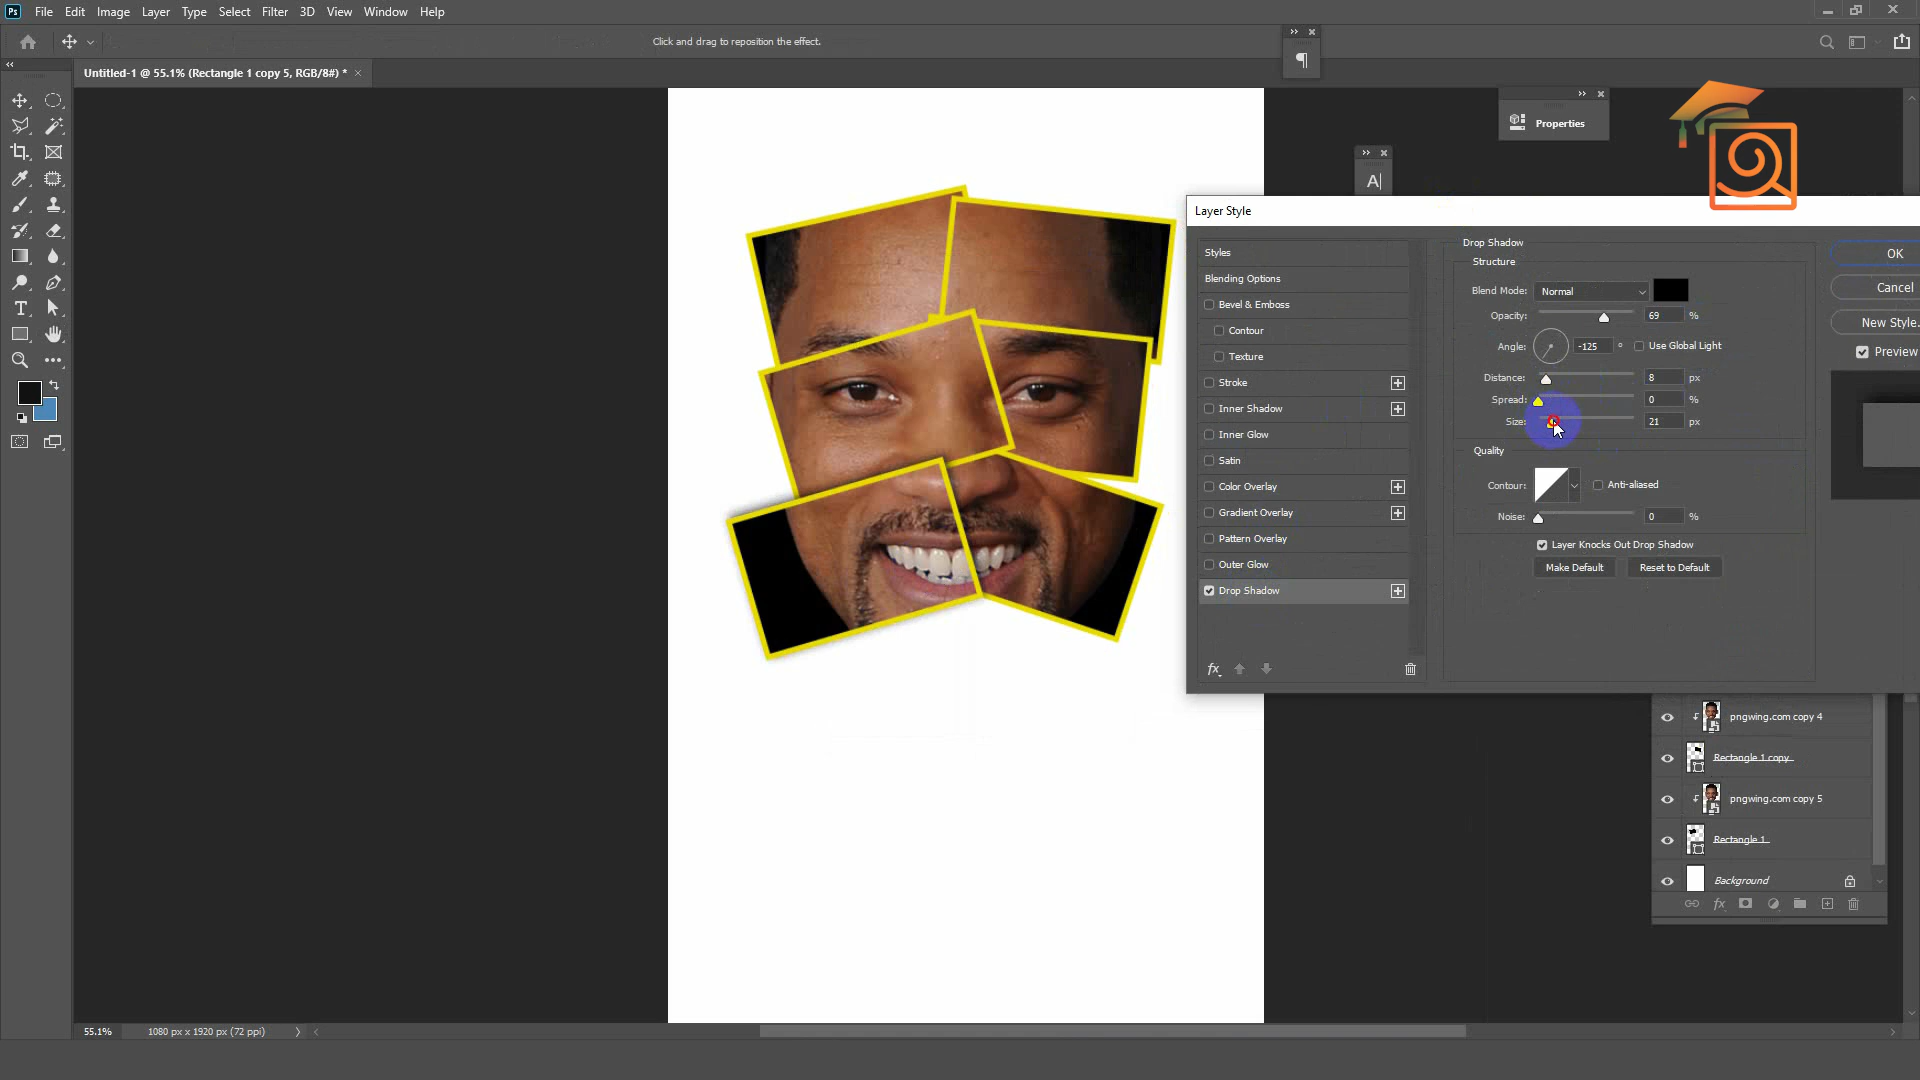 Ps File Edit Image Layer Type Select Filter 3D View Window Help
Click and drag to reposition the effect.
Untitled-1 @ 55.1% (Rectangle 1 copy 5, RGB/8#) *
Properties
A
Layer Style
Styles
Blending Options
Bevel & Emboss
Contour
Texture
Stroke
Inner Shadow
Inner Glow
Satin
Color Overlay
Gradient Overlay
Pattern Overlay
Outer Glow
Drop Shadow
fx
Drop Shadow
Structure
Blend Mode: Normal
Opacity: 69 %
Angle: -125 ° Use Global Light
Distance: 8 px
Spread: 0 %
Size: 21 px
Quality
Contour: Anti-aliased
Noise: 0 %
Layer Knocks Out Drop Shadow
Make Default Reset to Default
OK
Cancel
New Style.
Preview
pngwing.com copy 4
Rectangle 1 copy
pngwing.com copy 5
Rectangle 1
Background
fx
55.1% 1080 px x 1920 px (72 ppi)